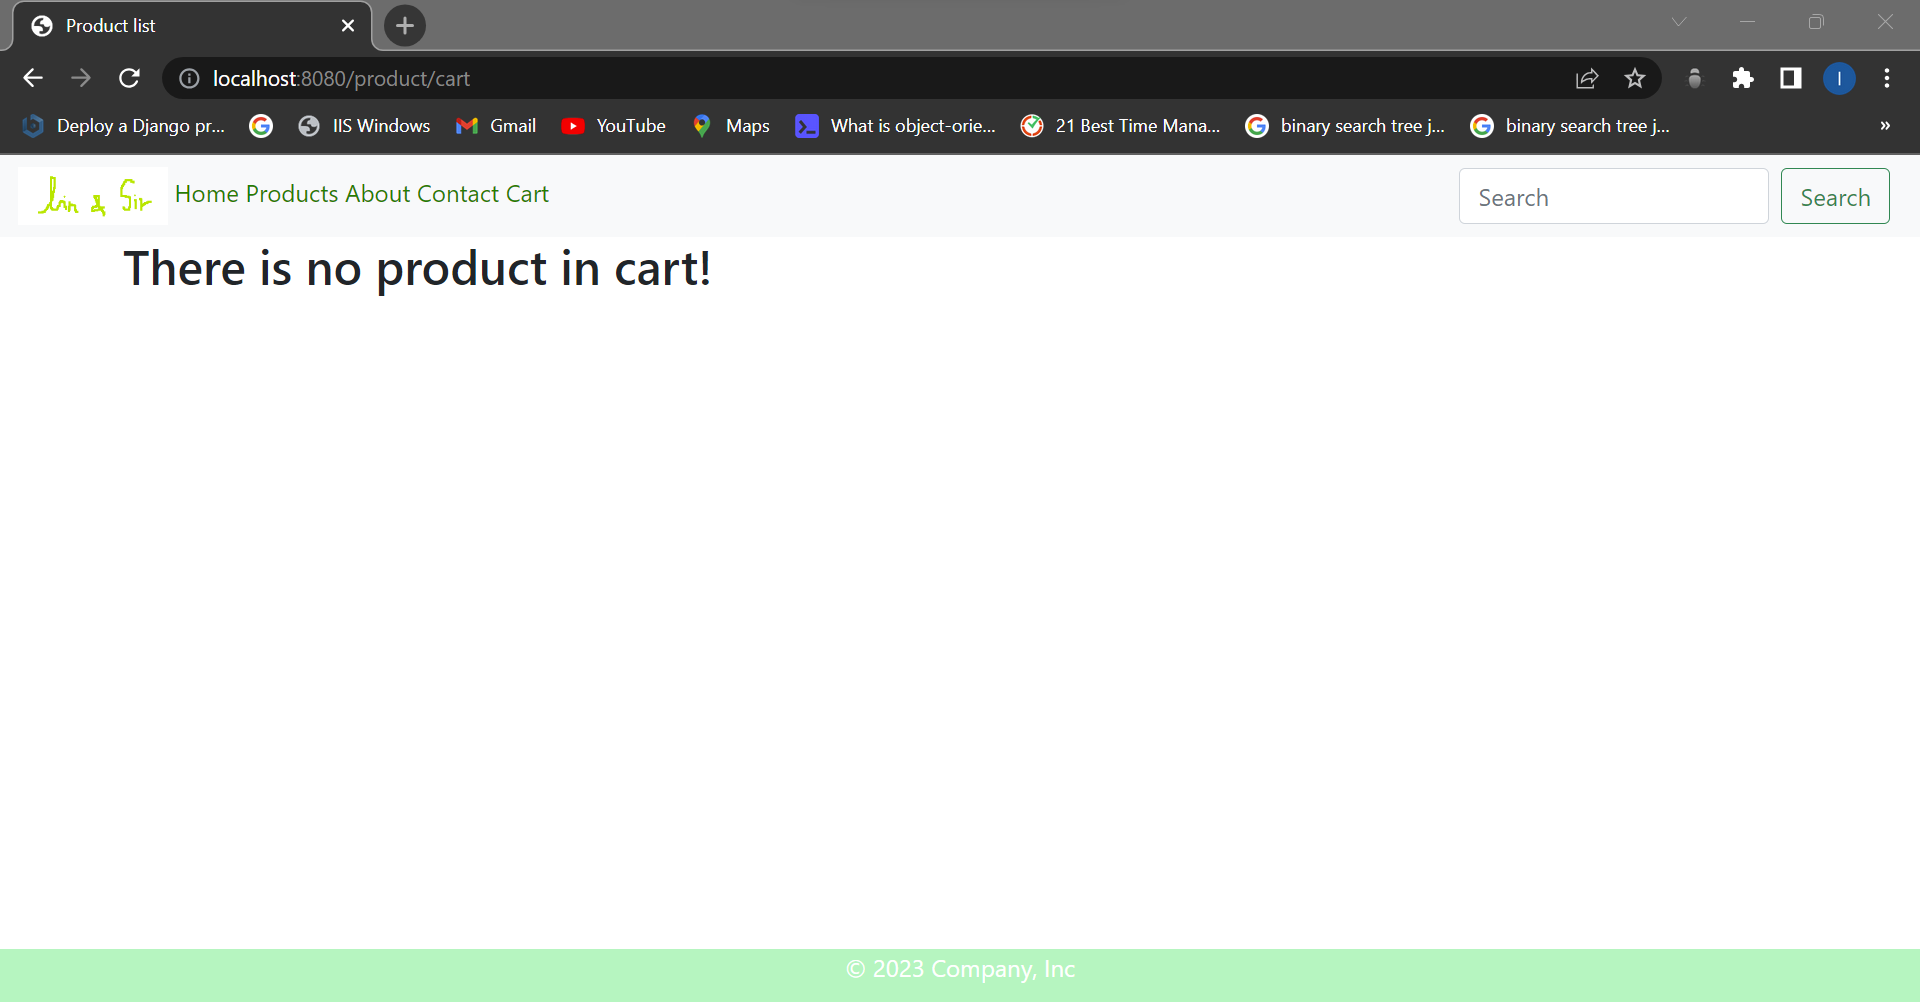 Product list
localhost:8080/product/cart
Deploy a Django pr... IIS Windows Gmail YouTube Maps What is object-orie... 21 Best Time Mana... binary search tree j... binary search tree j... »
I
& Sir Home Products About Contact Cart Search Search
There is no product in cart!
© 2023 Company, Inc